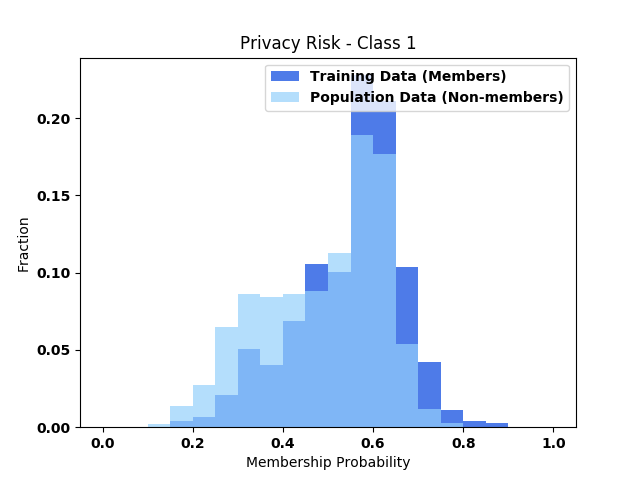 Privacy Risk - Class 1
Training Data (Members)
Population Data (Non-members)
Fraction
0.20
0.15
0.10
0.05
0.00
0.0 0.2 0.4 0.6 0.8 1.0
Membership Probability